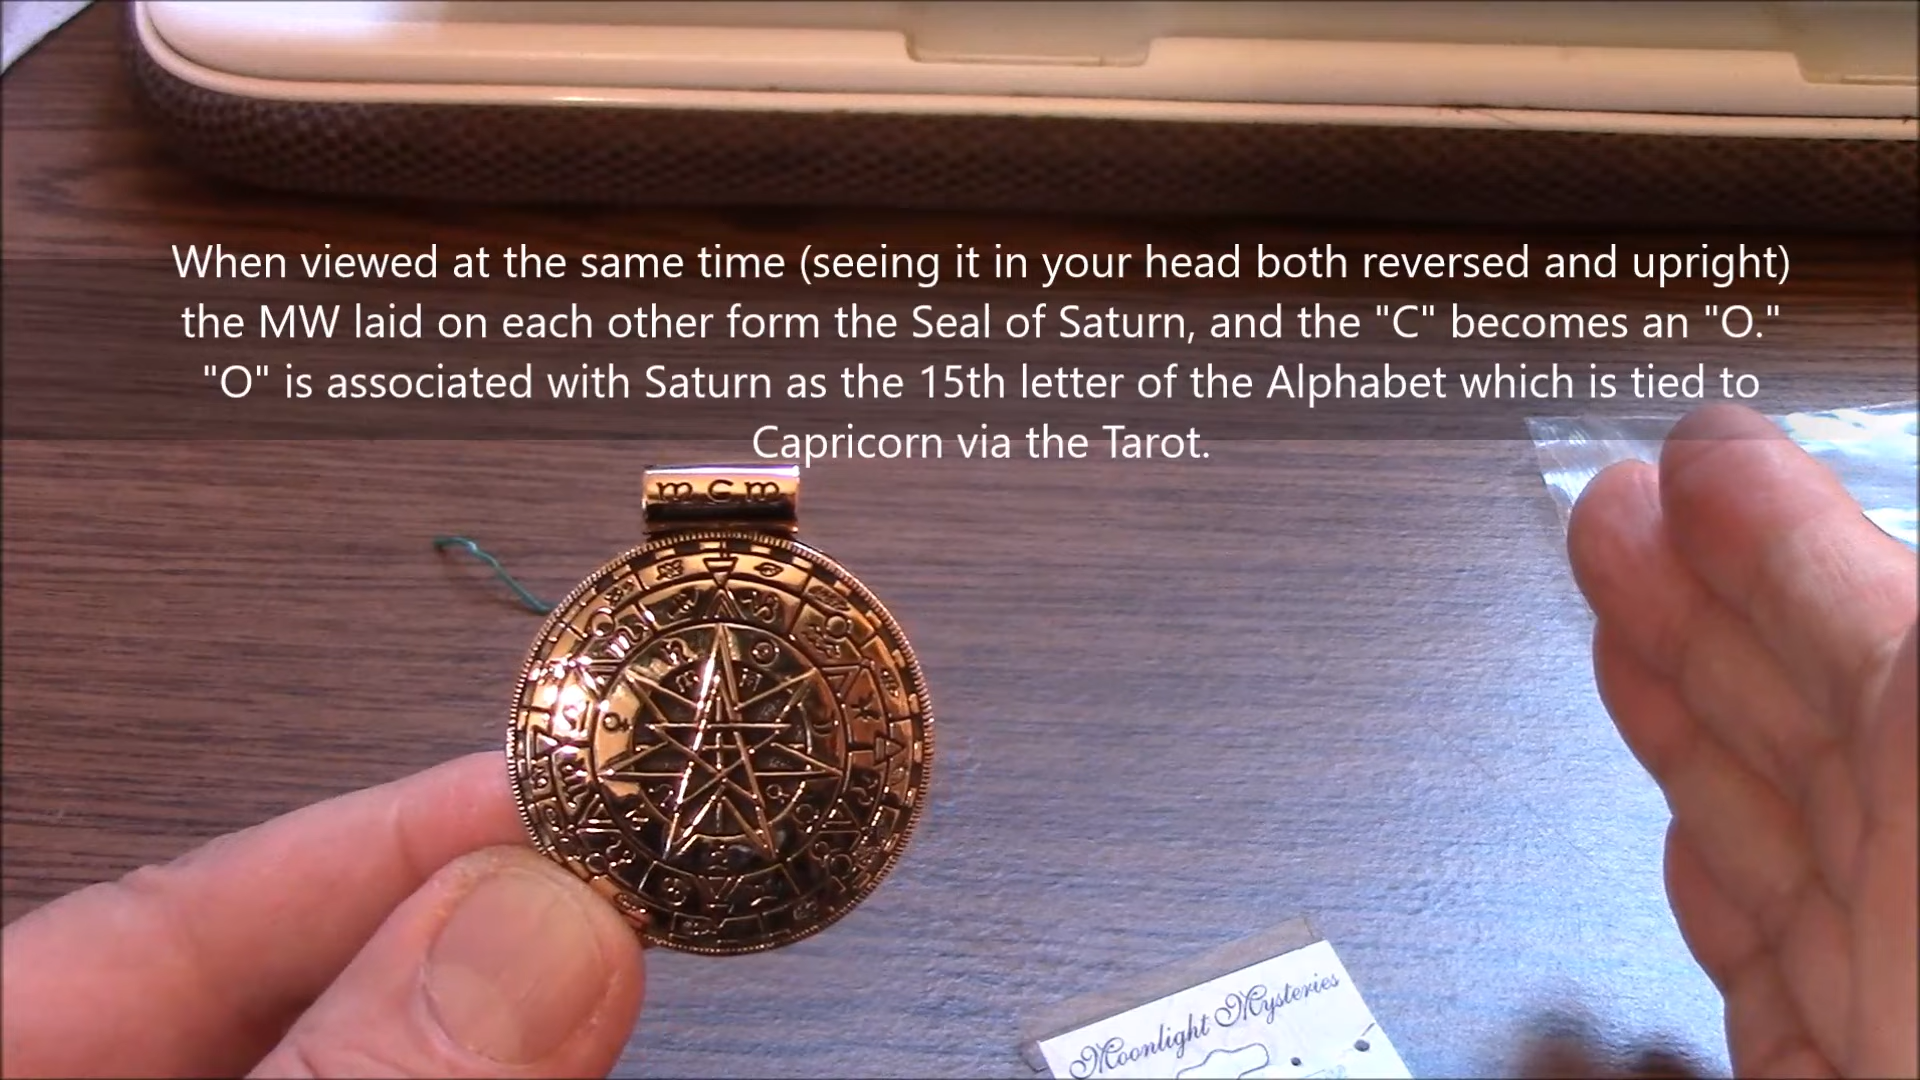 When viewed at the same time (seeing it in your head both reversed and upright)
the MW laid on each other form the Seal of Saturn, and the "C" becomes an "O."
"O" is associated with Saturn as the 15th letter of the Alphabet which is tied to
Capricorn via the Tarot.
m c m
Moonlight Mysteries